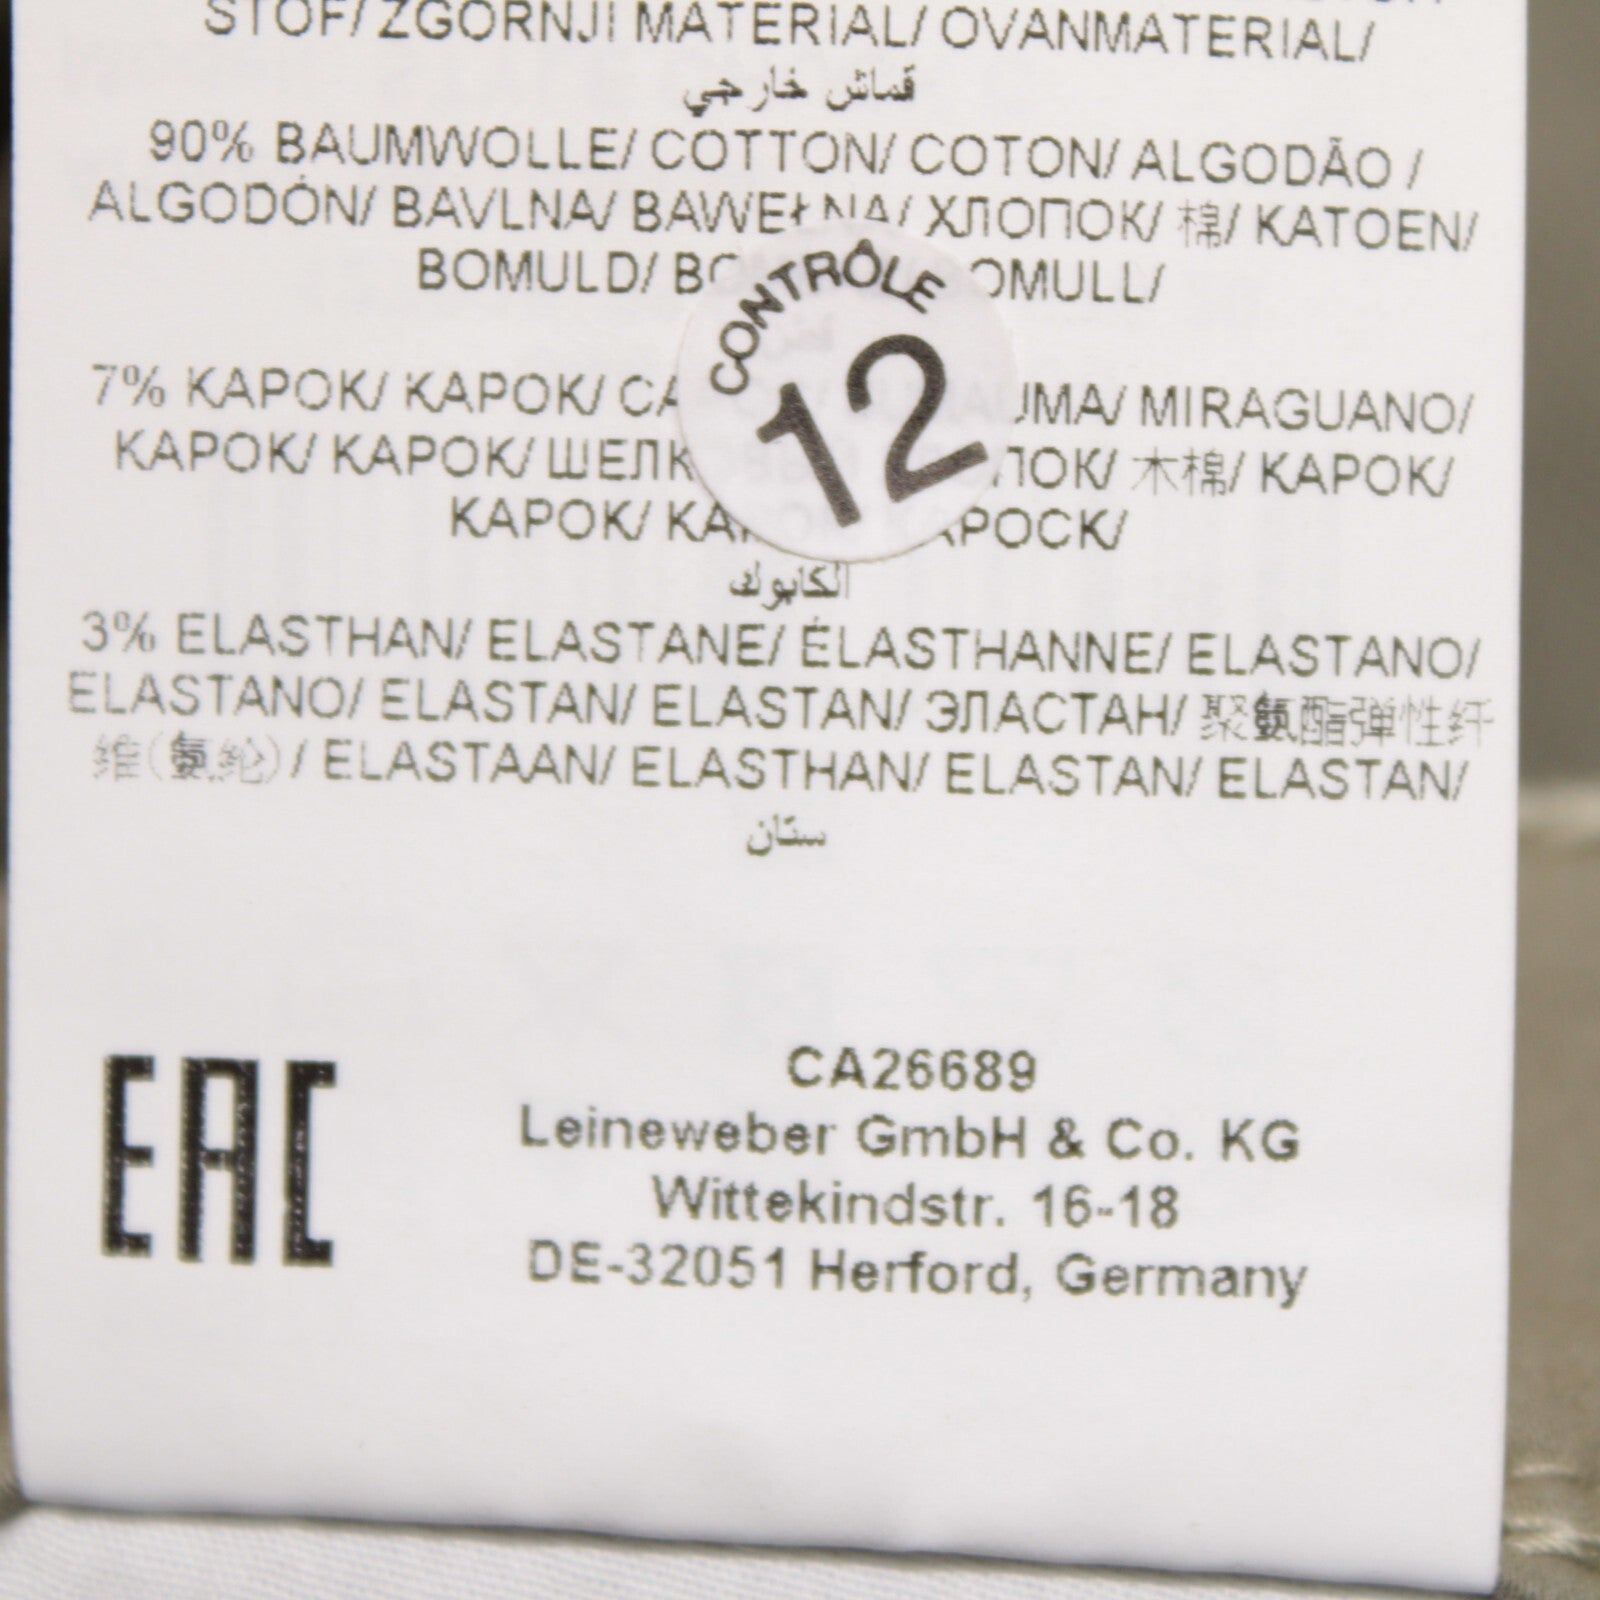 STOF/ ZGORNJI MATERIAL/ OVANMATERIAL/
قماش خارجي
90% BAUMWOLLE/ COTTON/ COTON/ ALGODÃO /
ALGODÓN/ BAVLNA/ BAWEŁNA/ ХЛОПОК/ 棉/ KATOEN/
BOMULD/
CONTRÔLE
12
7% KAPOK/ KAPOK/ MIRAGUANO/
KAPOK/ KAPOK/ 木棉/ KAPOK/
KAPOK/
الكابوك
3% ELASTHAN/ ELASTANE/ ÉLASTHANNE/ ELASTANO/
ELASTANO/ ELASTAN/ ELASTAN/ ЭЛАСТАН/ 聚氨酯弹性纤
维(氨纶)/ ELASTAAN/ ELASTHAN/ ELASTAN/ ELASTAN/
ستان
EAC
CA26689
Leineweber GmbH & Co. KG
Wittekindstr. 16-18
DE-32051 Herford, Germany